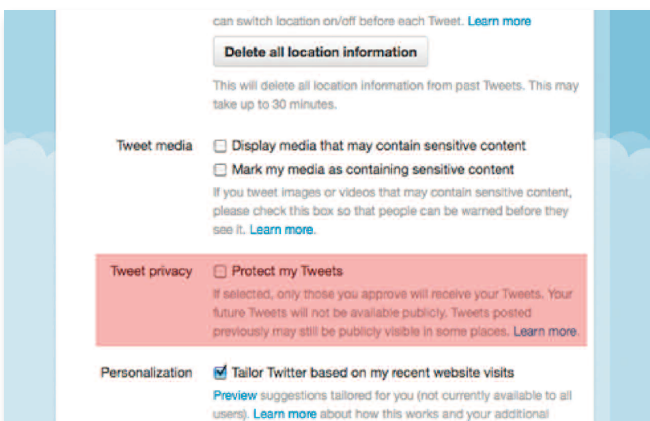 can switch location on/off before each Tweet. Learn more
Delete all location information
This will delete all location information from past Tweets. This may
take up to 30 minutes.
Tweet media
Display media that may contain sensitive content
Mark my media as containing sensitive content
If you tweet images or videos that may contain sensitive content,
please check this box so that people can be warned before they
see it. Learn more.
Tweet privacy
Protect my Tweets
If selected, only those you approve will receive your Tweets. Your
future Tweets will not be available publicly. Tweets posted
previously may still be publicly visible in some places. Learn more.
Personalization
Tailor Twitter based on my recent website visits
Preview suggestions tailored for you (not currently available to all
users). Learn more about how this works and your additional